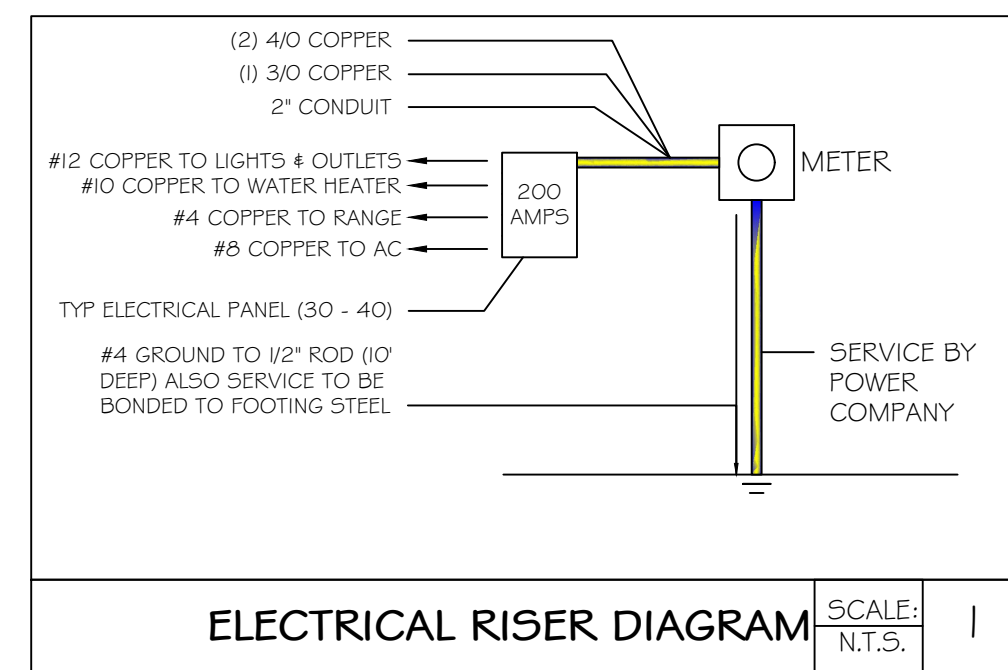 (2) 4/0 COPPER
(1) 3/0 COPPER
2" CONDUIT
#12 COPPER TO LIGHTS & OUTLETS
#10 COPPER TO WATER HEATER
#4 COPPER TO RANGE
#8 COPPER TO AC
200
AMPS
METER
TYP ELECTRICAL PANEL (30 - 40)
#4 GROUND TO 1/2" ROD (10'
DEEP) ALSO SERVICE TO BE
BONDED TO FOOTING STEEL
SERVICE BY
POWER
COMPANY
ELECTRICAL RISER DIAGRAM
SCALE:
N.T.S.
1